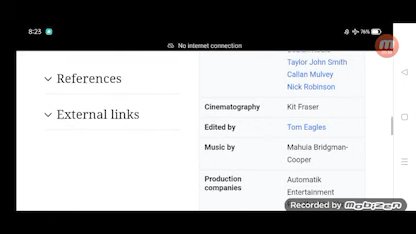 8:23
76%
No internet connection
Taylor John Smith
Callan Mulvey
Nick Robinson
References
External links
Cinematography Kit Fraser
Edited by Tom Eagles
Music by Mahuia Bridgman-
Cooper
Production
companies
Automatik
Entertainment
Recorded by mobizen